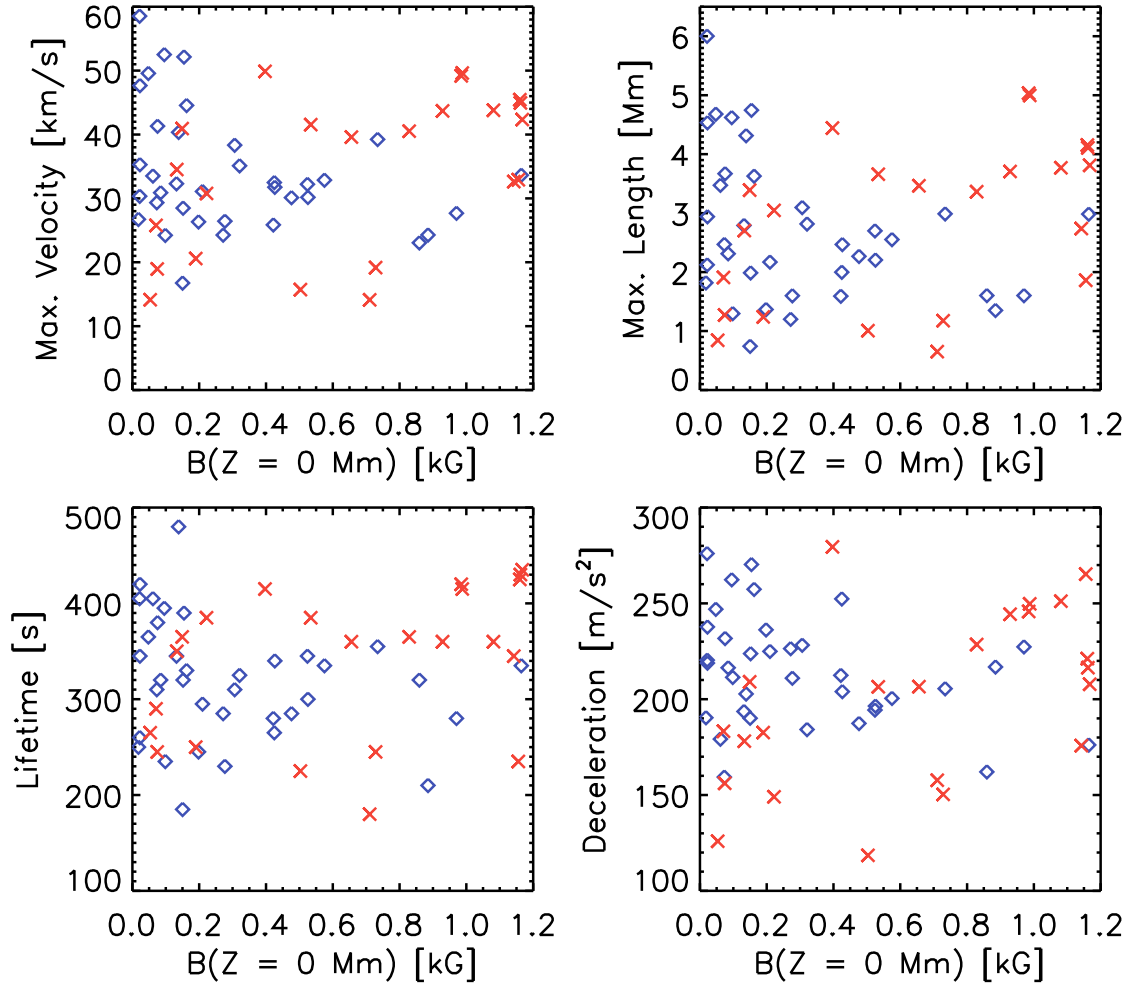 60
50
40
30
20
10
0
Max. Velocity [km/s]
0.0 0.2 0.4 0.6 0.8 1.0 1.2
B(Z = 0 Mm) [kG]
6
5
4
3
2
1
0
Max. Length [Mm]
0.0 0.2 0.4 0.6 0.8 1.0 1.2
B(Z = 0 Mm) [kG]
500
400
300
200
100
Lifetime [s]
0.0 0.2 0.4 0.6 0.8 1.0 1.2
B(Z = 0 Mm) [kG]
300
250
200
150
100
Deceleration [m/s²]
0.0 0.2 0.4 0.6 0.8 1.0 1.2
B(Z = 0 Mm) [kG]